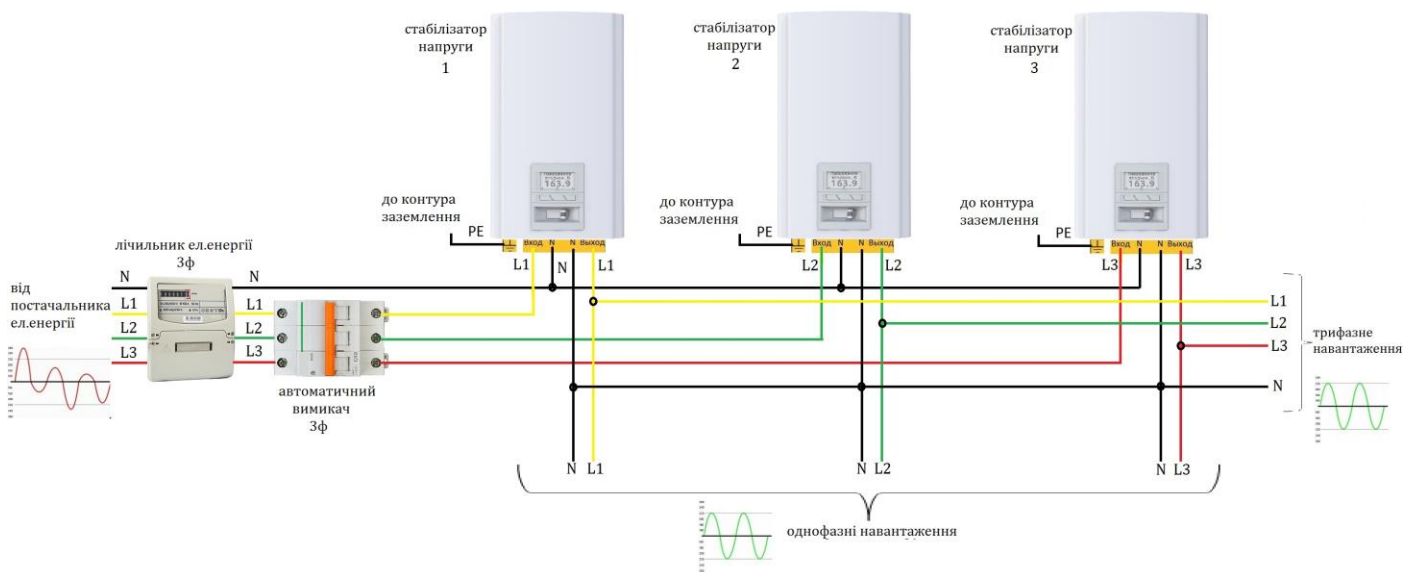 стабілізатор
напруги
1
стабілізатор
напруги
2
стабілізатор
напруги
3
163.9
163.9
163.9
до контура
заземлення
PE
Вход N N Выход
до контура
заземлення
PE
Вход N N Выход
до контура
заземлення
PE
Вход N N Выход
L1 N L1
L2 L2
L3 L3
лічильник ел.енергії
3ф
від
постачальника
ел.енергії
N
L1
L2
L3
N
L1
L2
L3
автоматичний
вимикач
3ф
L1
L2
L3
N
трифазне
навантаження
N L1
N L2
N L3
однофазні навантаження